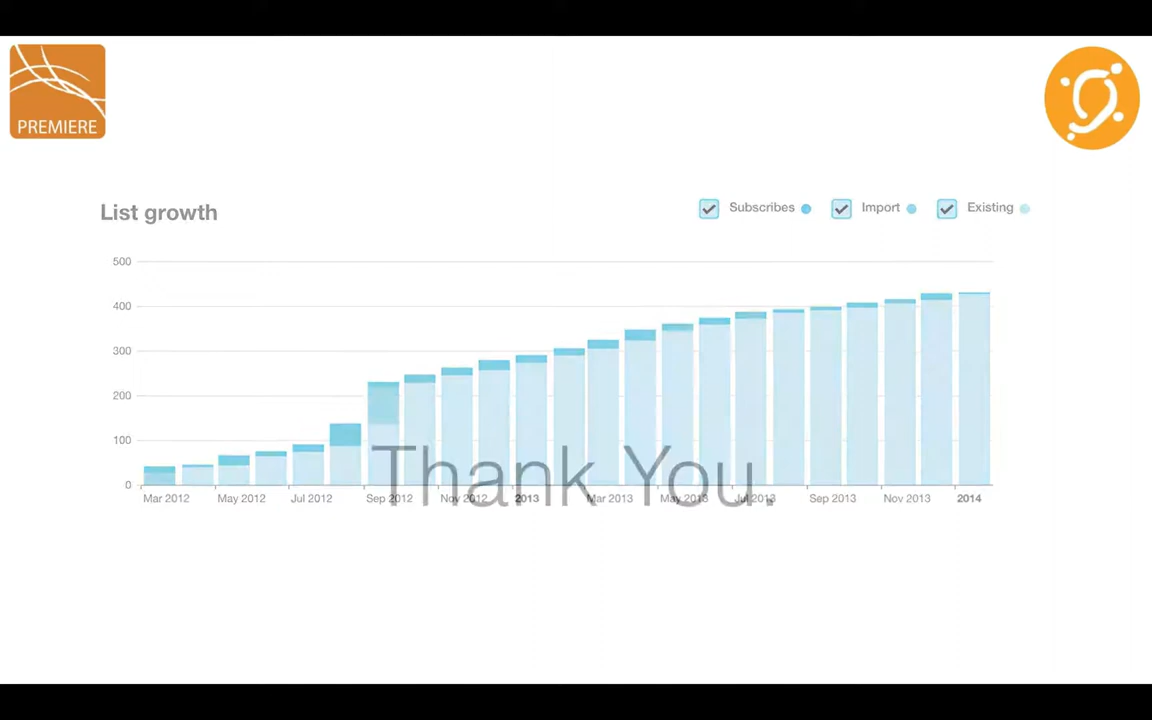 PREMIERE
List growth
Subscribes
Import
Existing
500
400
300
200
100
0
Mar 2012 May 2012 Jul 2012 Sep 2012 Nov 2012 2013 Mar 2013 May 2013 Jul 2013 Sep 2013 Nov 2013 2014
Thank You.